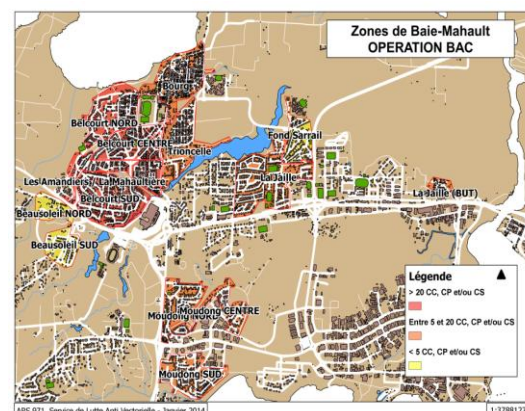 Zones de Baie-Mahault
OPERATION BAC
Bourg
Belcourt NORD
Belcourt CENTRE
Trioncelle
Fond Sarrail
La Jaille
Les Amandiers / La Mahaultière
La Jaille (BUT)
Belcourt SUD
Beausoleil NORD
Beausoleil SUD
Moudong CENTRE
Moudong NORD
Moudong SUD
Légende
> 20 CC, CP et/ou CS
Entre 5 et 20 CC, CP et/ou CS
< 5 CC, CP et/ou CS
ARS 971, Service de Lutte Anti Vectorielle - Janvier 2014